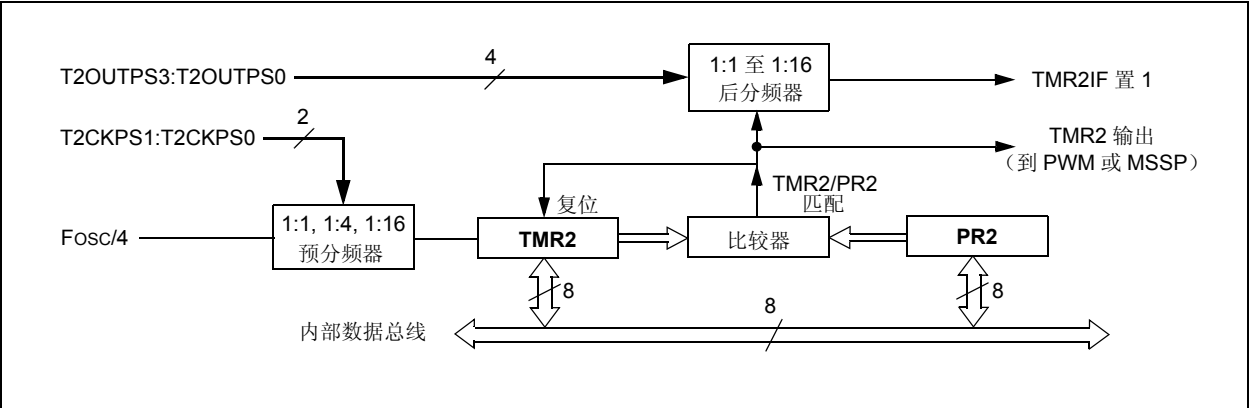 T2OUTPS3:T2OUTPS0
4
1:1 至 1:16
后分频器
TMR2IF 置 1
T2CKPS1:T2CKPS0
2
TMR2 输出
（到 PWM 或 MSSP）
TMR2/PR2
匹配
复位
FOSC/4
1:1, 1:4, 1:16
预分频器
TMR2
比较器
PR2
8
8
8
内部数据总线